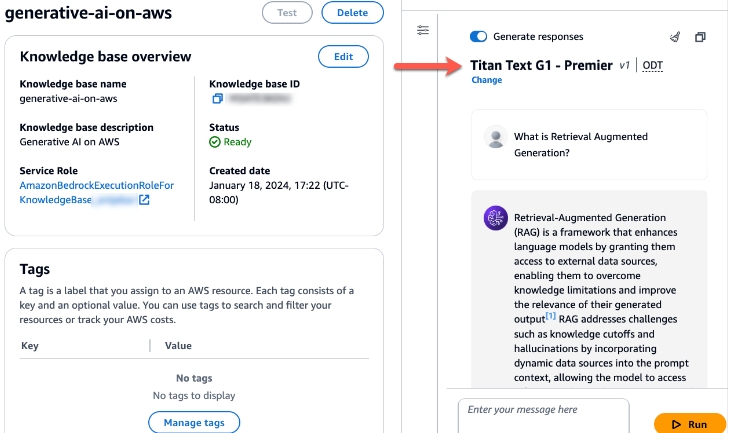 generative-ai-on-aws
Test
Delete
Knowledge base overview
Edit
Knowledge base name
generative-ai-on-aws
Knowledge base ID
Knowledge base description
Generative AI on AWS
Status
Ready
Service Role
AmazonBedrockExecutionRoleFor
KnowledgeBase_
Created date
January 18, 2024, 17:22 (UTC-
08:00)
Tags
A tag is a label that you assign to an AWS resource. Each tag consists of a
key and an optional value. You can use tags to search and filter your
resources or track your AWS costs.
Key
Value
No tags
No tags to display
Manage tags
Generate responses
Titan Text G1 - Premier v1 | ODT
Change
What is Retrieval Augmented
Generation?
Retrieval-Augmented Generation
(RAG) is a framework that enhances
language models by granting them
access to external data sources,
enabling them to overcome
knowledge limitations and improve
the relevance of their generated
output[1] RAG addresses challenges
such as knowledge cutoffs and
hallucinations by incorporating
dynamic data sources into the prompt
context, allowing the model to access
Enter your message here
Run